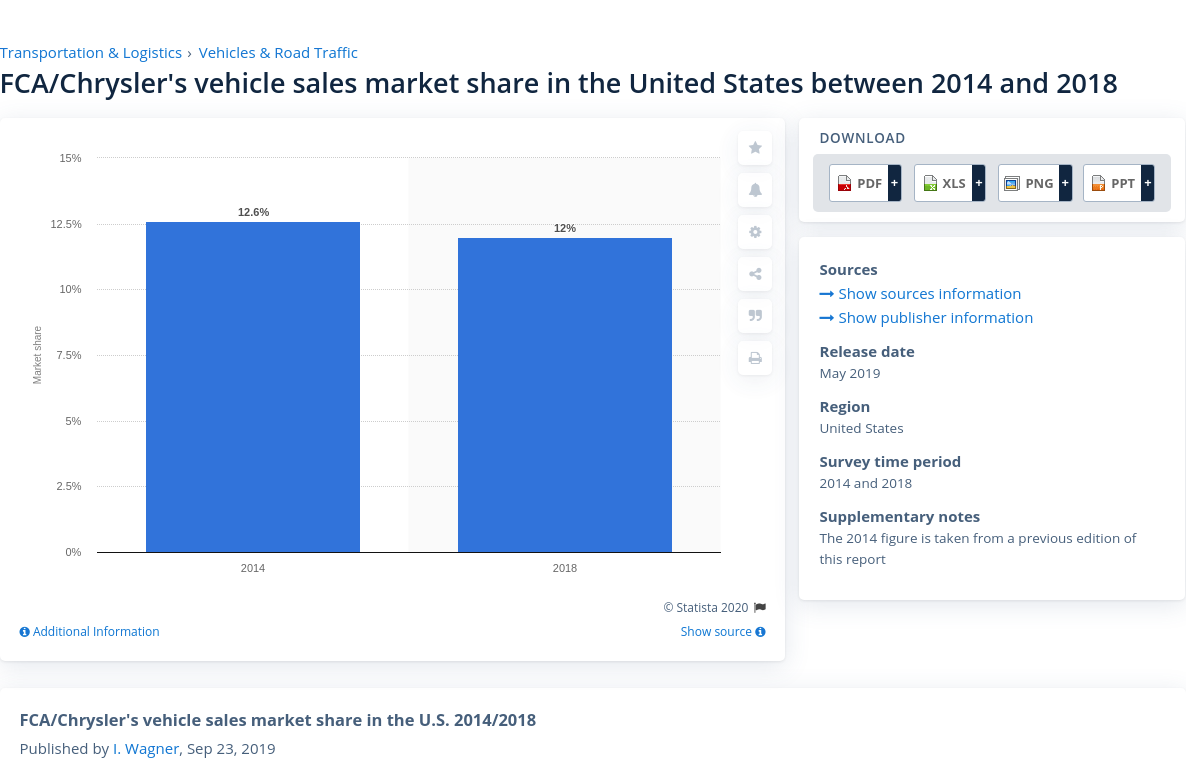 Transportation & Logistics › Vehicles & Road Traffic
FCA/Chrysler's vehicle sales market share in the United States between 2014 and 2018
15%
12.5%
10%
7.5%
5%
2.5%
0%
Market share
12.6%
12%
2014
2018
© Statista 2020
Additional Information
Show source
DOWNLOAD
PDF +
XLS +
PNG +
PPT +
Sources
Show sources information
Show publisher information
Release date
May 2019
Region
United States
Survey time period
2014 and 2018
Supplementary notes
The 2014 figure is taken from a previous edition of
this report
FCA/Chrysler's vehicle sales market share in the U.S. 2014/2018
Published by I. Wagner, Sep 23, 2019